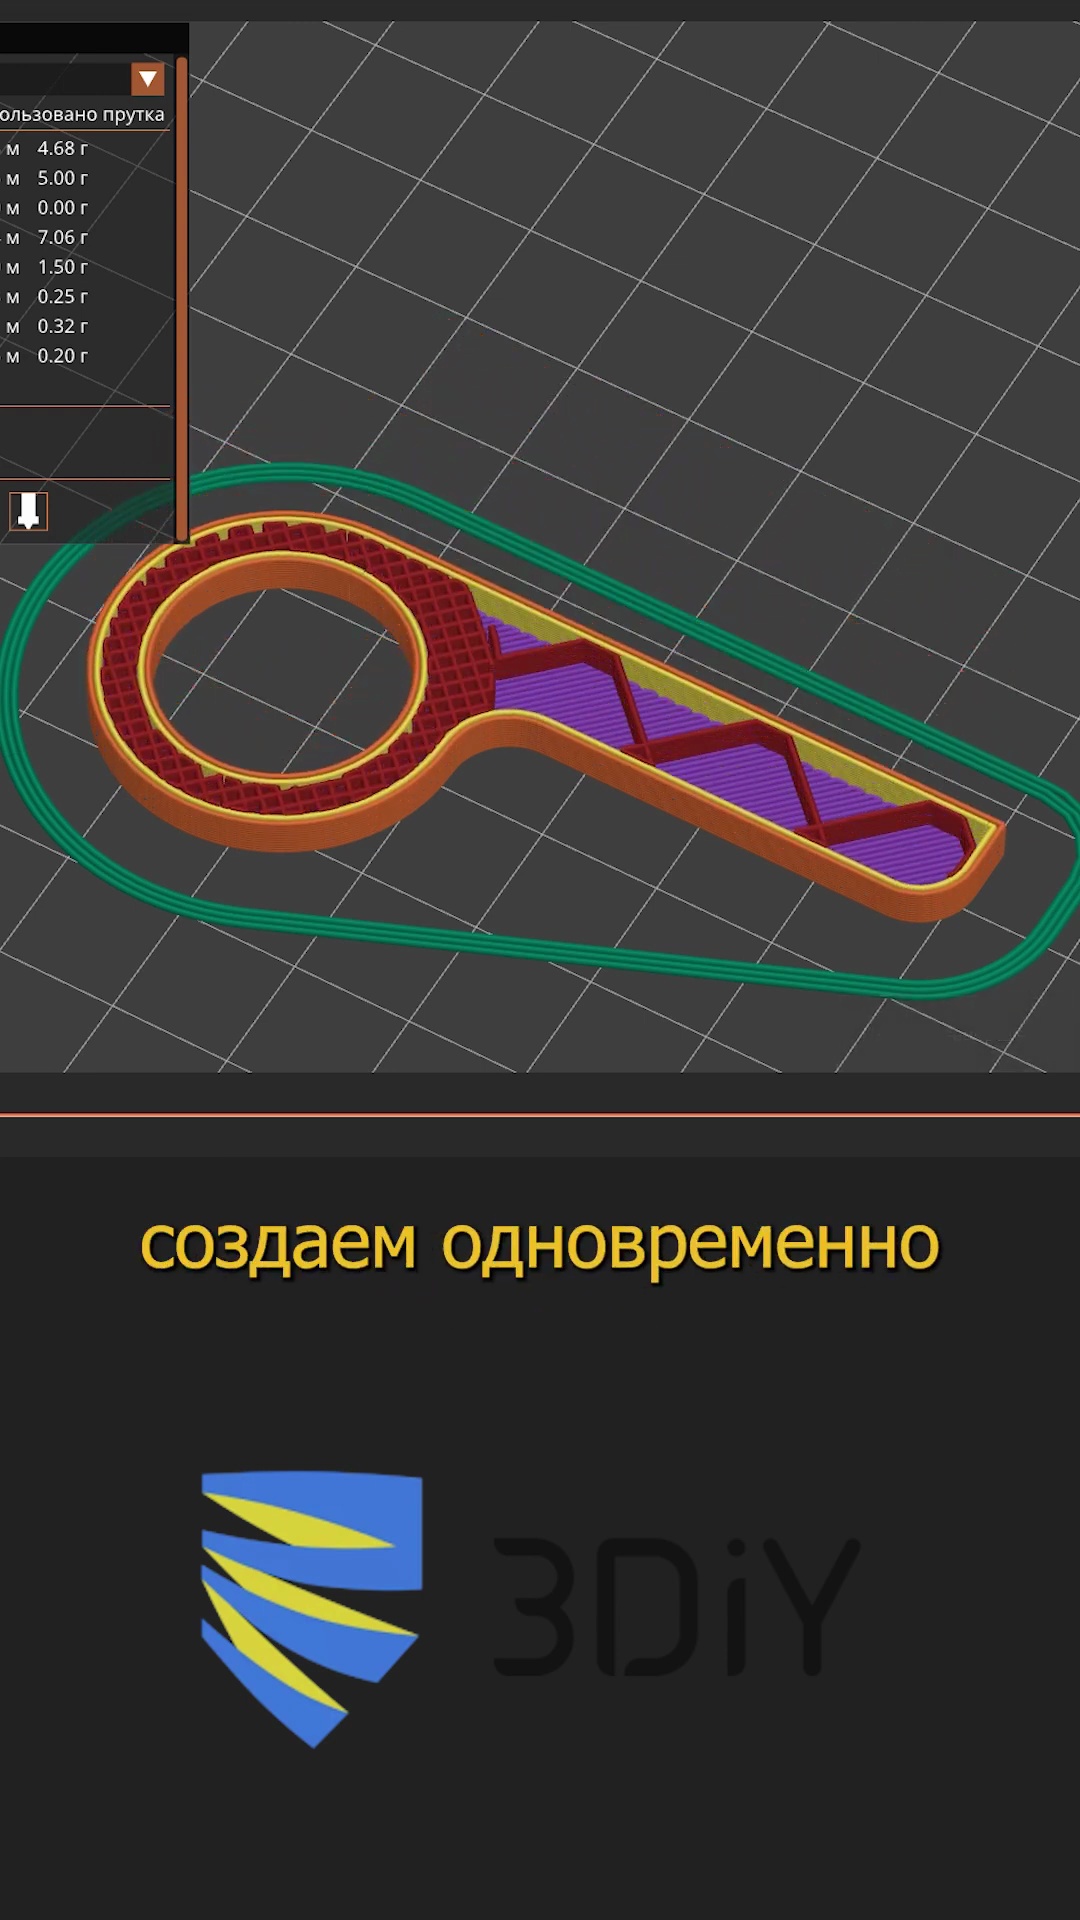 ользовано прутка
м 4.68 г
м 5.00 г
м 0.00 г
м 7.06 г
м 1.50 г
м 0.25 г
м 0.32 г
м 0.20 г
создаем одновременно
3DiY